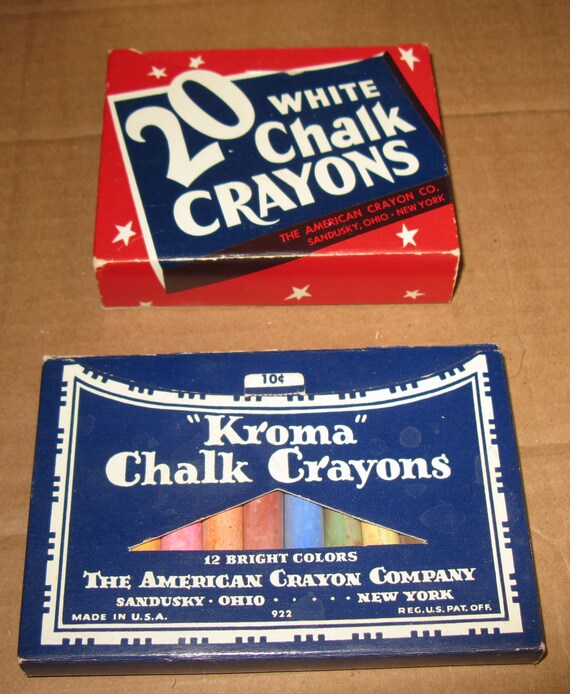 20 WHITE
Chalk
CRAYONS
THE AMERICAN CRAYON CO.
SANDUSKY, OHIO - NEW YORK
10¢
"Kroma"
Chalk Crayons
12 BRIGHT COLORS
THE AMERICAN CRAYON COMPANY
SANDUSKY · OHIO · · · · · NEW YORK
MADE IN U.S.A. 922 REG. U.S. PAT. OFF.